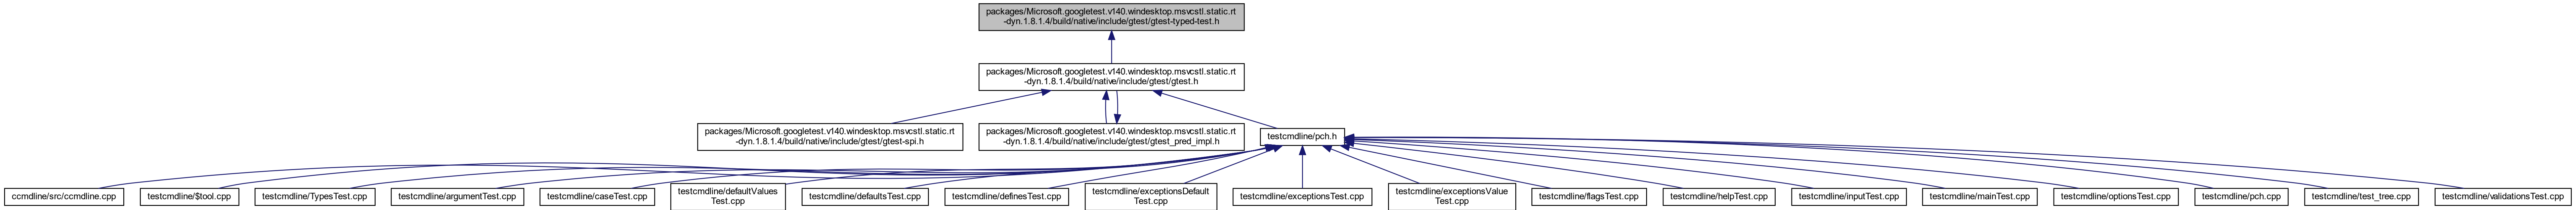 packages/Microsoft.googletest.v140.windesktop.msvcstl.static.rt
-dyn.1.8.1.4/build/native/include/gtest/gtest-typed-test.h
packages/Microsoft.googletest.v140.windesktop.msvcstl.static.rt
-dyn.1.8.1.4/build/native/include/gtest/gtest.h
packages/Microsoft.googletest.v140.windesktop.msvcstl.static.rt
-dyn.1.8.1.4/build/native/include/gtest/gtest-spi.h
packages/Microsoft.googletest.v140.windesktop.msvcstl.static.rt
-dyn.1.8.1.4/build/native/include/gtest/gtest_pred_impl.h
testcmdline/pch.h
ccmdline/src/ccmdline.cpp
testcmdline/$tool.cpp
testcmdline/TypesTest.cpp
testcmdline/argumentTest.cpp
testcmdline/caseTest.cpp
testcmdline/defaultValues
Test.cpp
testcmdline/defaultsTest.cpp
testcmdline/definesTest.cpp
testcmdline/exceptionsDefault
Test.cpp
testcmdline/exceptionsTest.cpp
testcmdline/exceptionsValue
Test.cpp
testcmdline/flagsTest.cpp
testcmdline/helpTest.cpp
testcmdline/inputTest.cpp
testcmdline/mainTest.cpp
testcmdline/optionsTest.cpp
testcmdline/pch.cpp
testcmdline/test_tree.cpp
testcmdline/validationsTest.cpp